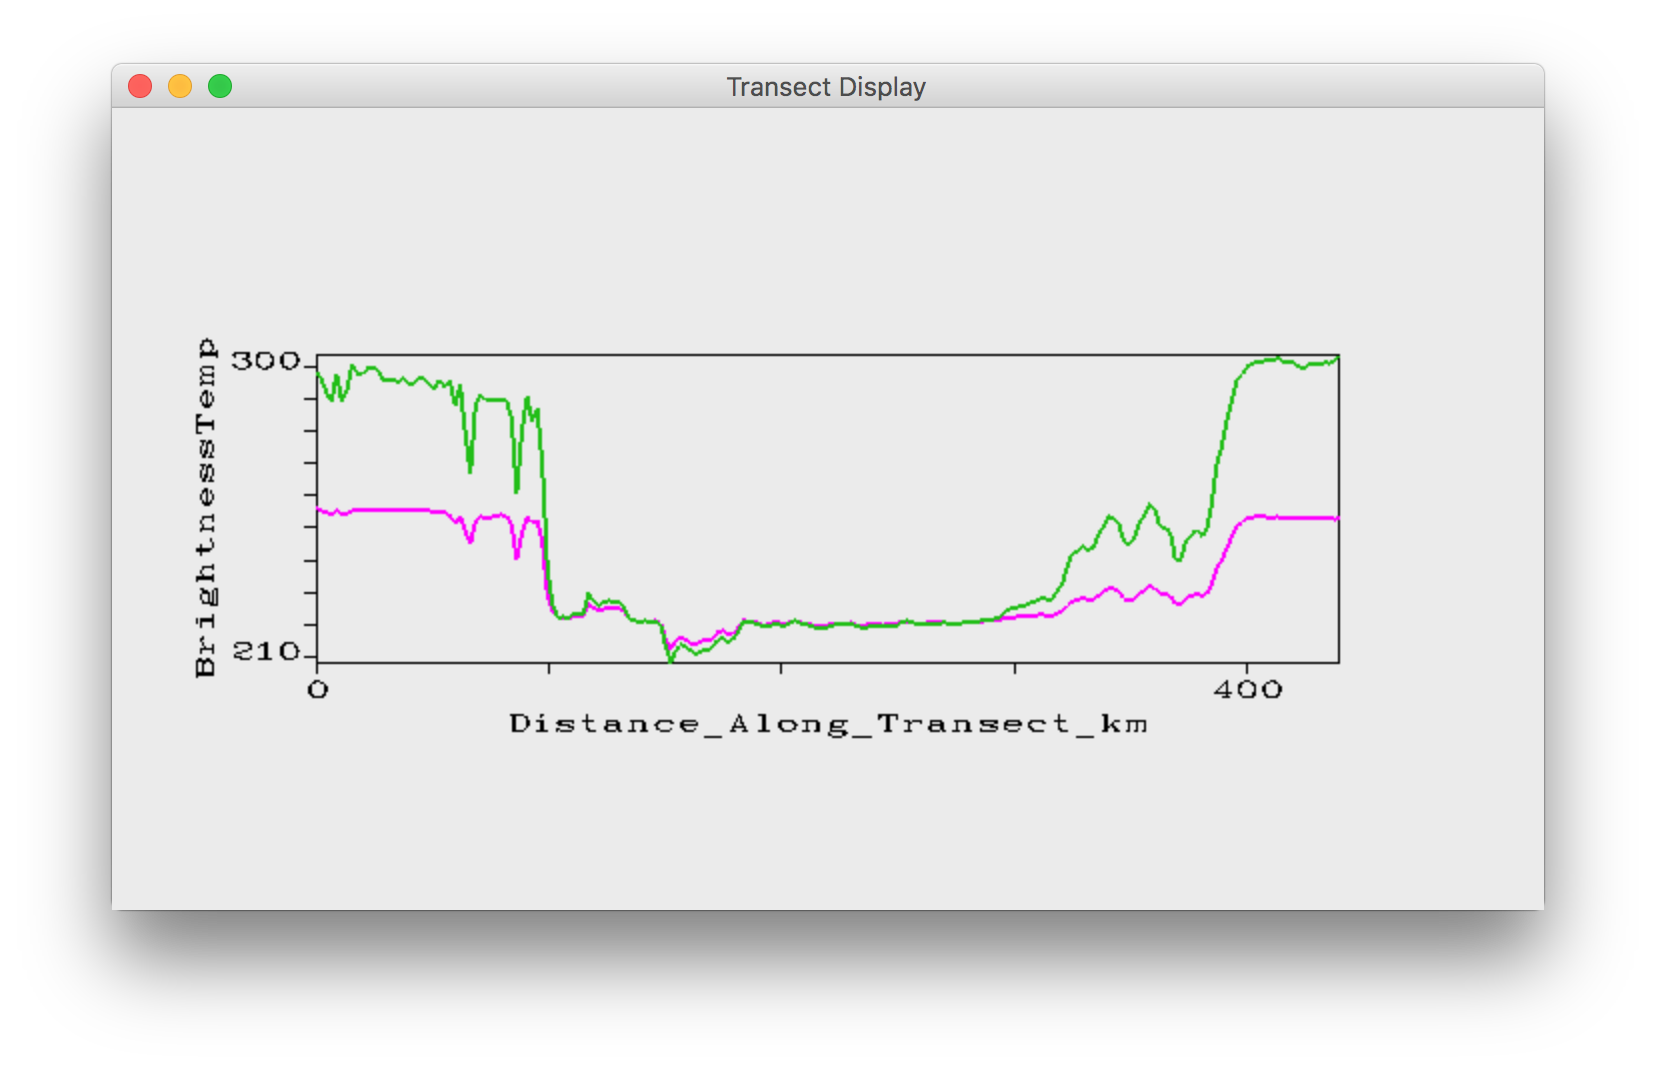 Transect Display
BrightnessTemp
300
210
0
400
Distance_Along_Transect_km